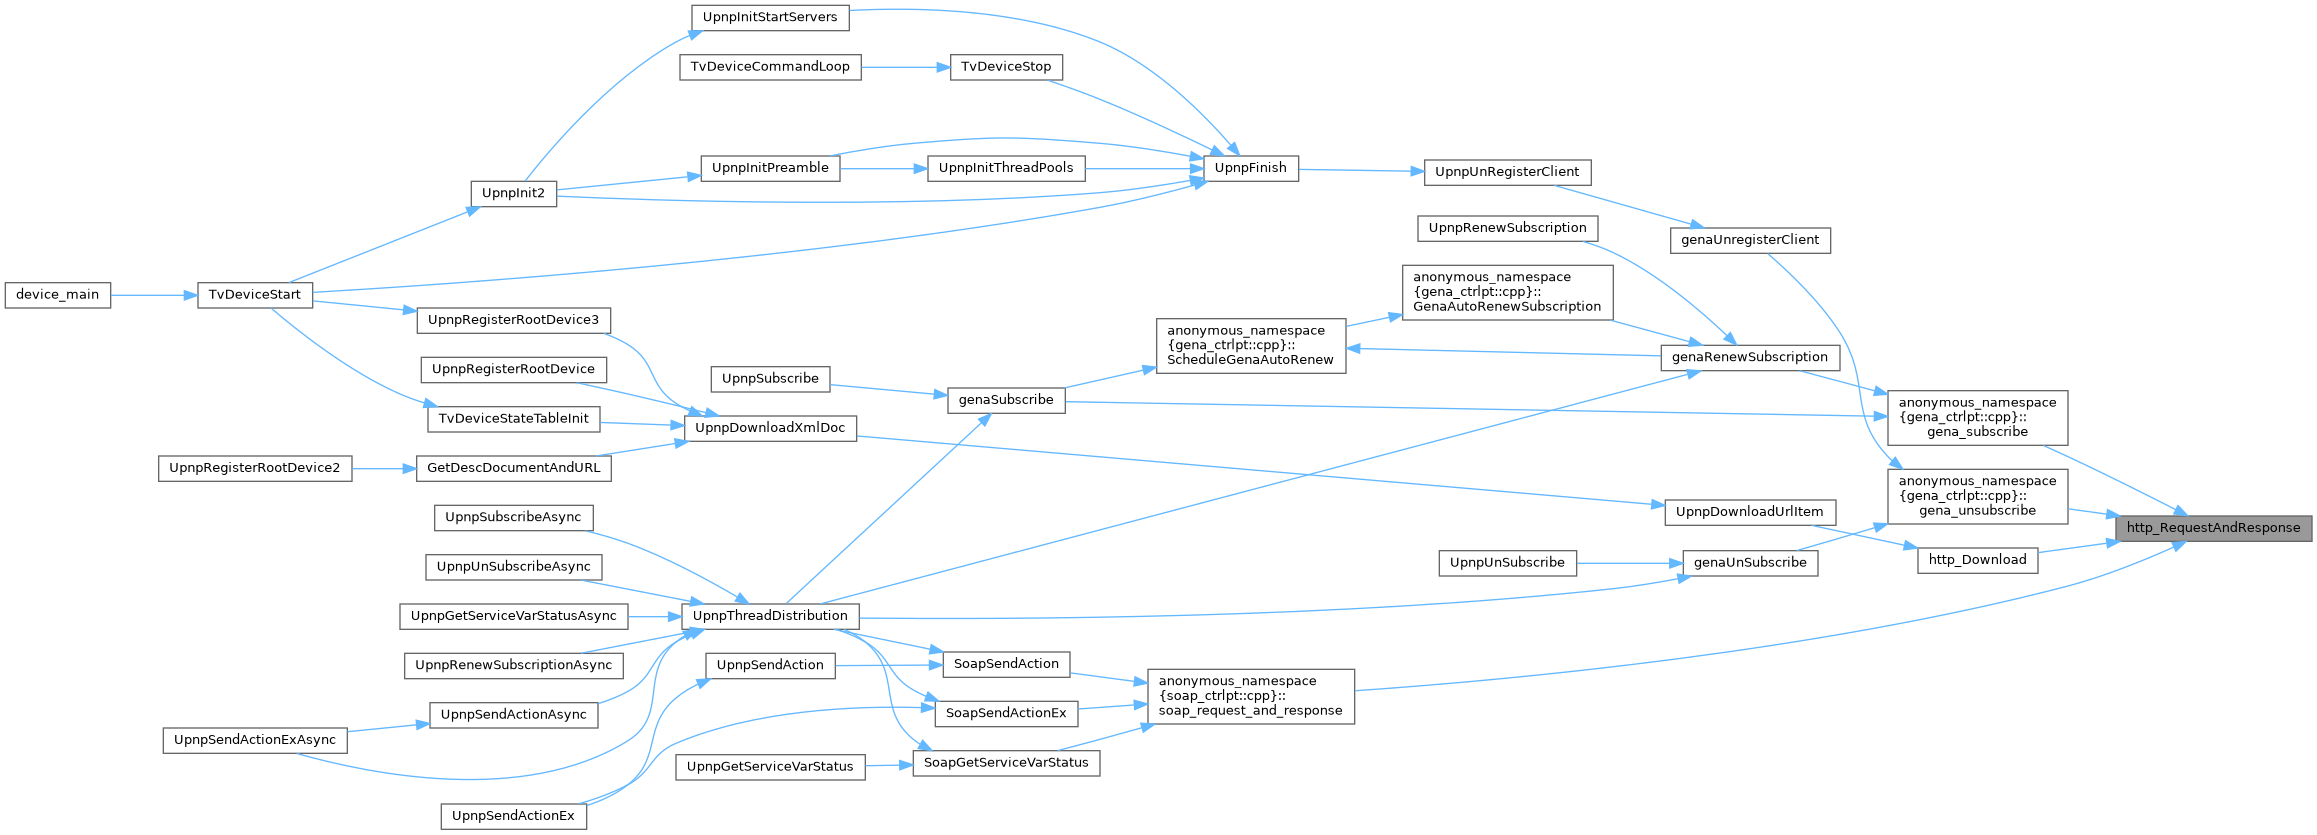 UpnpInitStartServers
TvDeviceCommandLoop
TvDeviceStop
UpnpInitPreamble
UpnpInitThreadPools
UpnpFinish
UpnpUnRegisterClient
UpnpInit2
UpnpRenewSubscription
genaUnregisterClient
device_main
TvDeviceStart
anonymous_namespace
{gena_ctrlpt::cpp}::
GenaAutoRenewSubscription
UpnpRegisterRootDevice3
anonymous_namespace
{gena_ctrlpt::cpp}::
ScheduleGenaAutoRenew
genaRenewSubscription
UpnpRegisterRootDevice
UpnpSubscribe
genaSubscribe
anonymous_namespace
{gena_ctrlpt::cpp}::
gena_subscribe
TvDeviceStateTableInit
UpnpDownloadXmlDoc
UpnpRegisterRootDevice2
GetDescDocumentAndURL
anonymous_namespace
{gena_ctrlpt::cpp}::
gena_unsubscribe
UpnpSubscribeAsync
UpnpDownloadUrlItem
http_RequestAndResponse
UpnpUnSubscribeAsync
UpnpUnSubscribe
genaUnSubscribe
http_Download
UpnpGetServiceVarStatusAsync
UpnpThreadDistribution
UpnpRenewSubscriptionAsync
UpnpSendAction
SoapSendAction
anonymous_namespace
{soap_ctrlpt::cpp}::
soap_request_and_response
UpnpSendActionAsync
SoapSendActionEx
UpnpSendActionExAsync
UpnpGetServiceVarStatus
SoapGetServiceVarStatus
UpnpSendActionEx